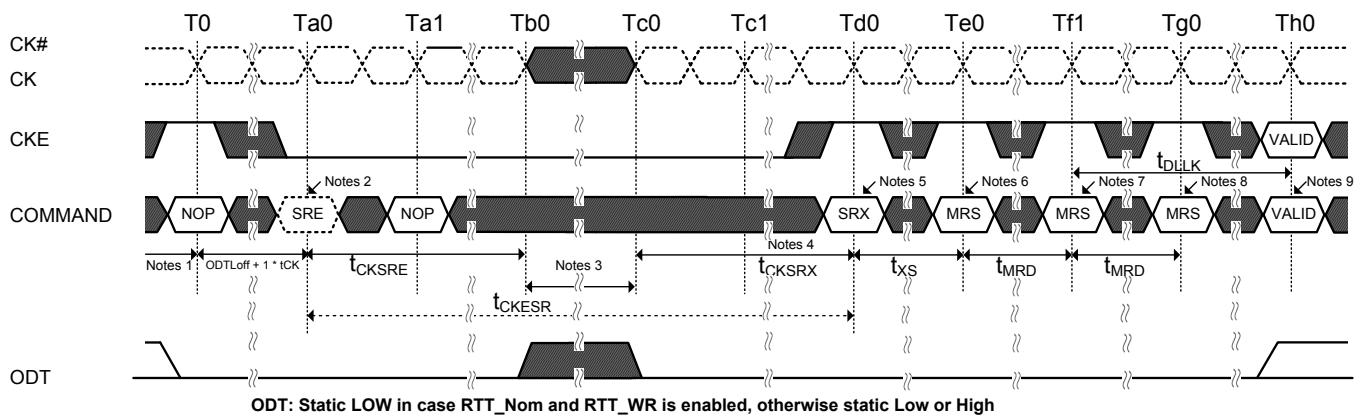 T0 Ta0 Ta1 Tb0 Tc0 Tc1 Td0 Te0 Tf1 Tg0 Th0
CK#
CK
CKE
VALID
tDLLK
Notes 2 Notes 5 Notes 6 Notes 7 Notes 8 Notes 9
COMMAND
NOP SRE NOP SRX MRS MRS MRS VALID
Notes 1 ODTLoff + 1 * tCK tCKSRE Notes 3 Notes 4 tCKSRX tXS tMRD tMRD
tCKESR
ODT
ODT: Static LOW in case RTT_Nom and RTT_WR is enabled, otherwise static Low or High